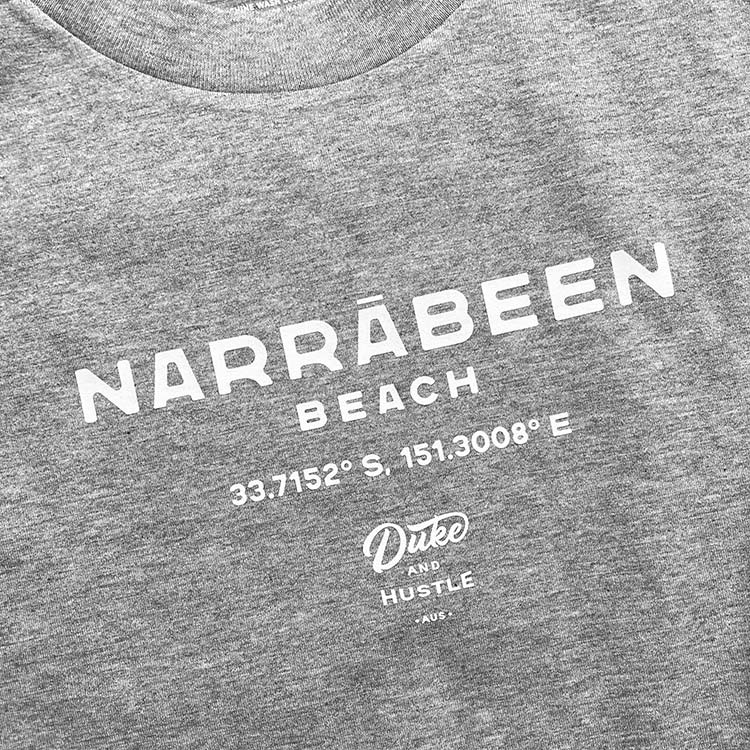 NARRĀBEEN
BEACH
33.7152° S, 151.3008° E
Duke
AND
HUSTLE
• AUS •